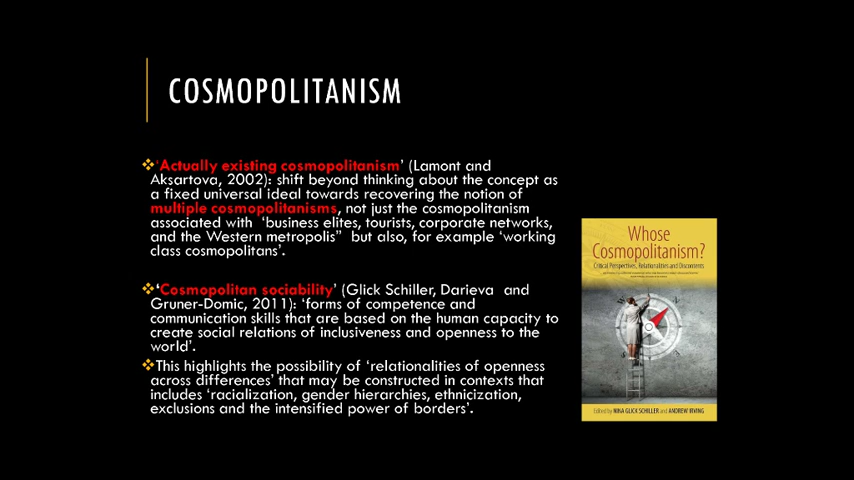 COSMOPOLITANISM
'Actually existing cosmopolitanism' (Lamont and
Aksartova, 2002): shift beyond thinking about the concept as
a fixed universal ideal towards recovering the notion of
multiple cosmopolitanisms, not just the cosmopolitanism
associated with 'business elites, tourists, corporate networks,
and the Western metropolis" but also, for example 'working
class cosmopolitans'.
'Cosmopolitan sociability' (Glick Schiller, Darieva and
Gruner-Domic, 2011): 'forms of competence and
communication skills that are based on the human capacity to
create social relations of inclusiveness and openness to the
world'.
This highlights the possibility of 'relationalities of openness
across differences' that may be constructed in contexts that
includes 'racialization, gender hierarchies, ethnicization,
exclusions and the intensified power of borders'.
Whose
Cosmopolitanism?
Critical Perspectives, Relationalities and Discontents
Edited by NINA GLICK SCHILLER and ANDREW IRVING